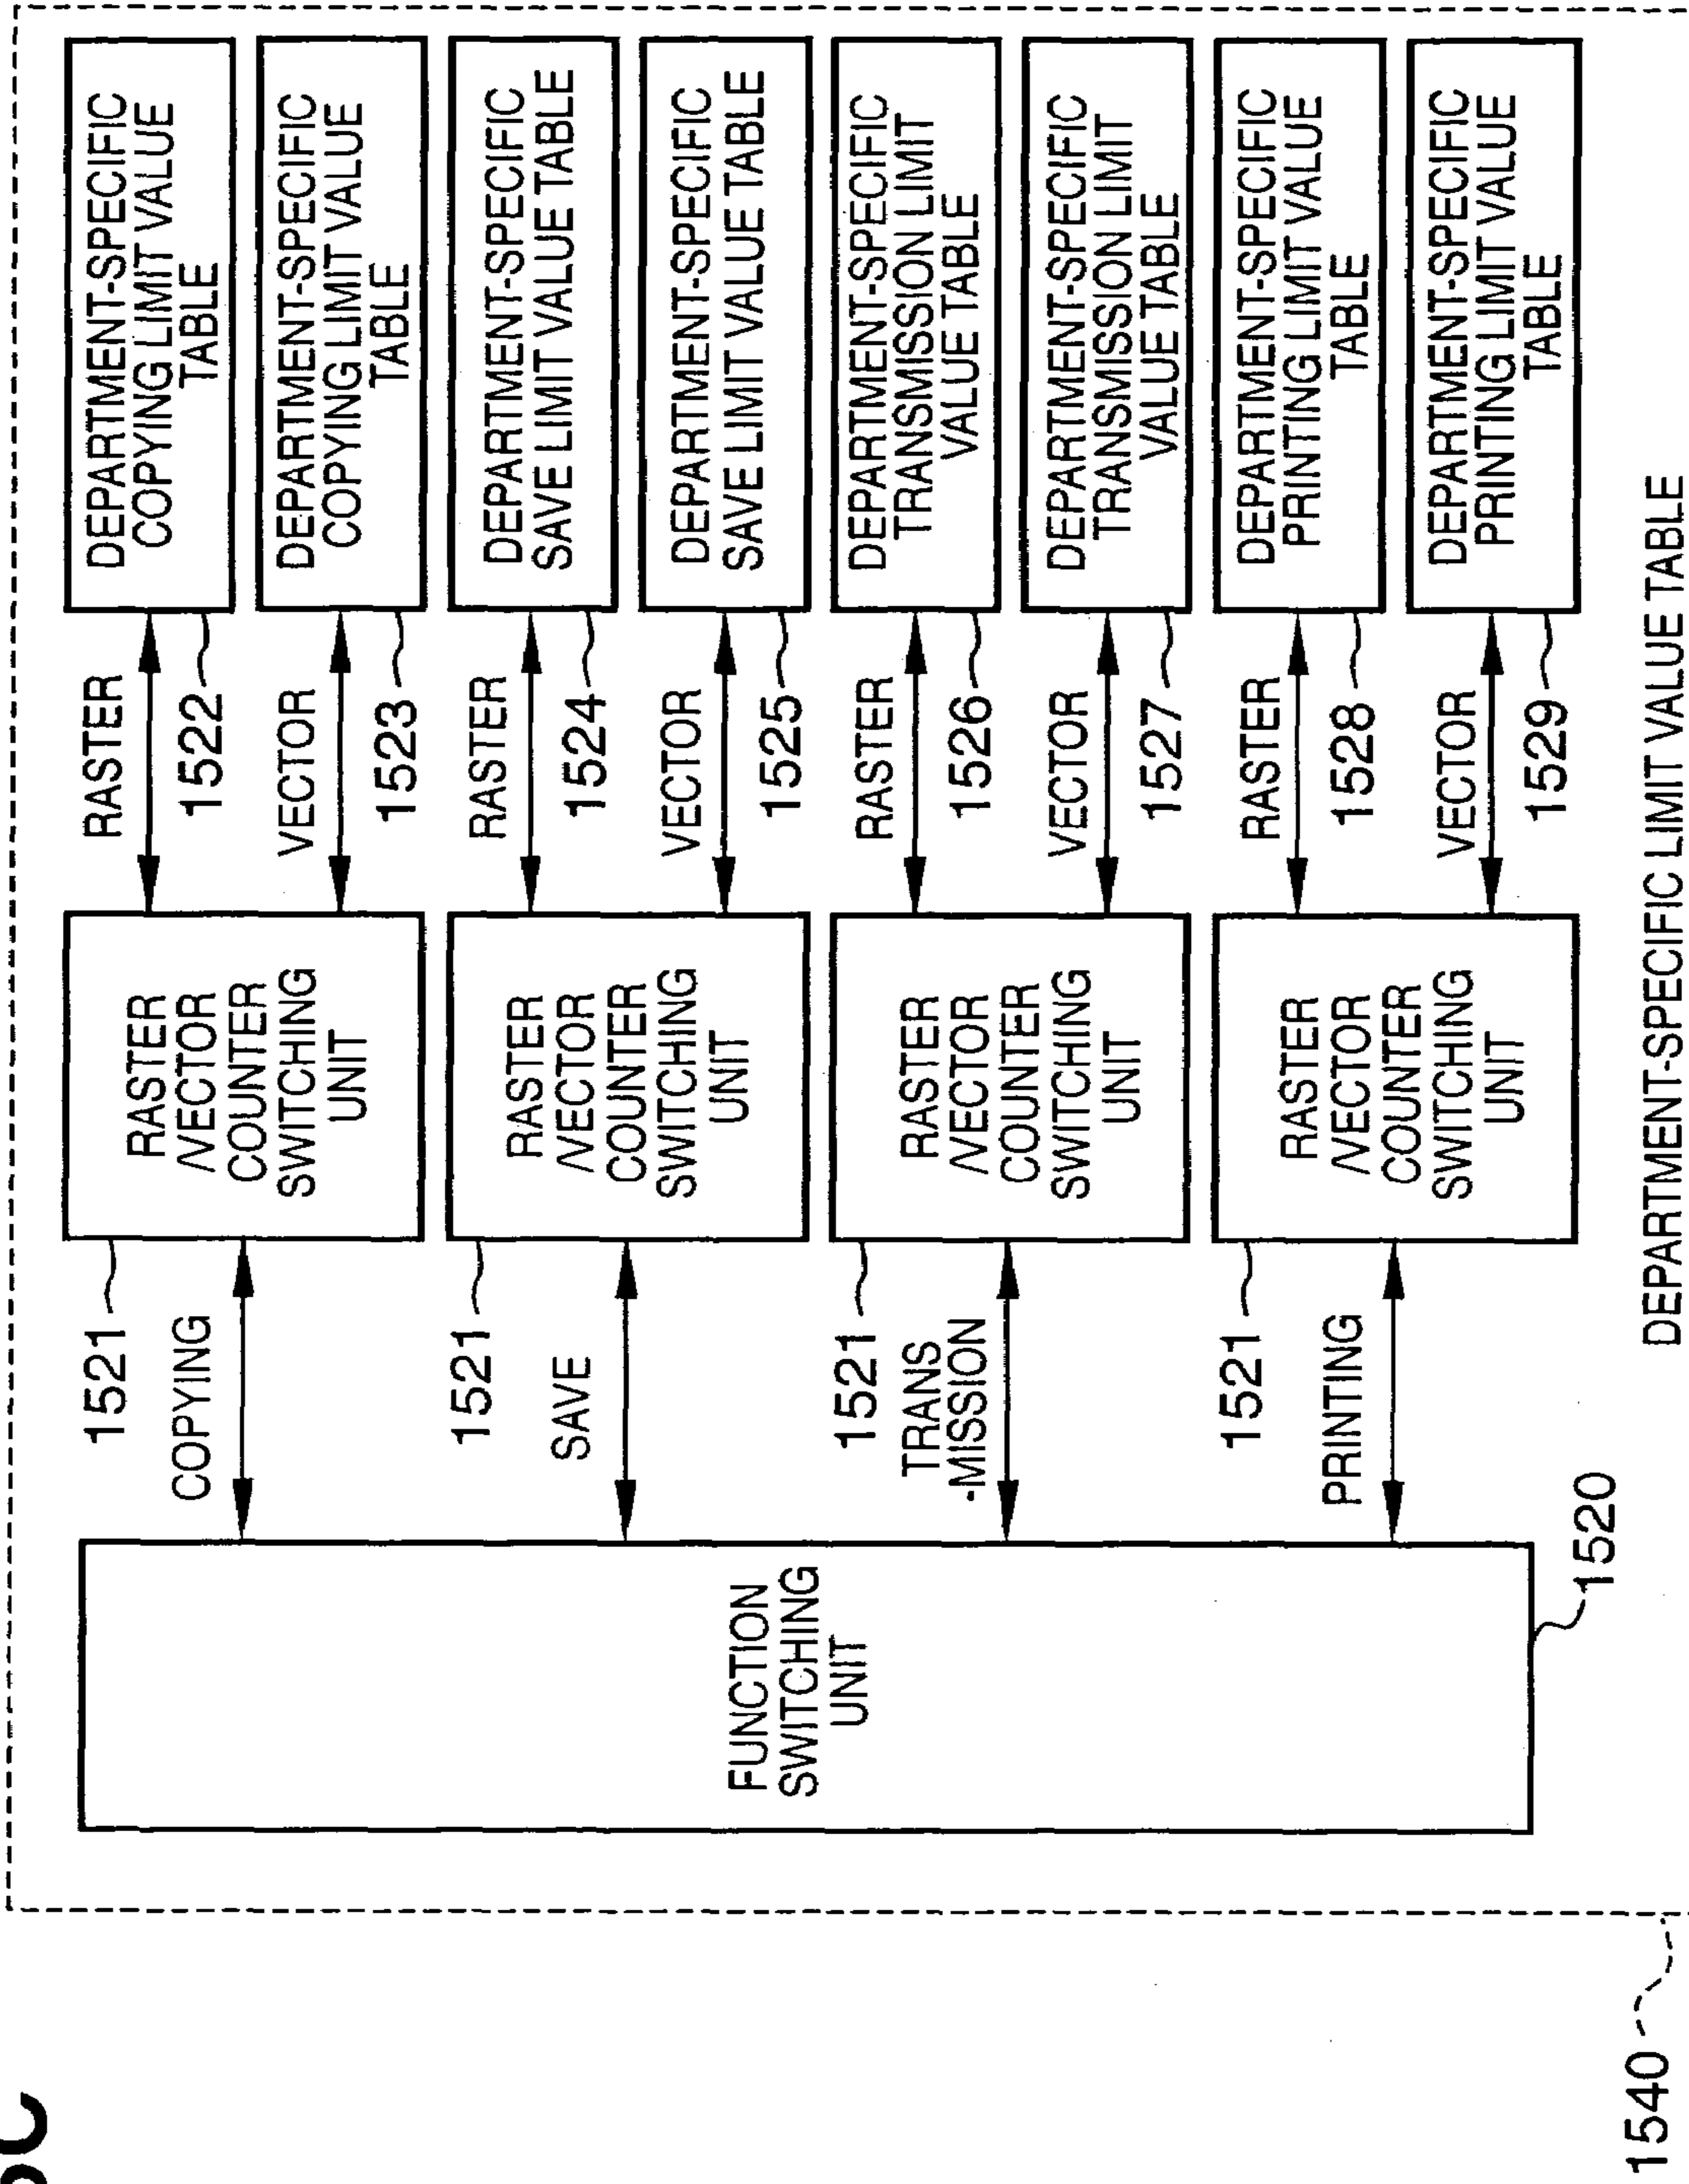 COPYING
SAVE
TRANS
-MISSION
PRINTING
FUNCTION
SWITCHING
UNIT
1520
1521
RASTER
/VECTOR
COUNTER
SWITCHING
UNIT
1521
RASTER
/VECTOR
COUNTER
SWITCHING
UNIT
1521
RASTER
/VECTOR
COUNTER
SWITCHING
UNIT
1521
RASTER
/VECTOR
COUNTER
SWITCHING
UNIT
RASTER
1522
DEPARTMENT-SPECIFIC
COPYING LIMIT VALUE
TABLE
VECTOR
1523
DEPARTMENT-SPECIFIC
COPYING LIMIT VALUE
TABLE
RASTER
1524
DEPARTMENT-SPECIFIC
SAVE LIMIT VALUE TABLE
VECTOR
1525
DEPARTMENT-SPECIFIC
SAVE LIMIT VALUE TABLE
RASTER
1526
DEPARTMENT-SPECIFIC
TRANSMISSION LIMIT
VALUE TABLE
VECTOR
1527
DEPARTMENT-SPECIFIC
TRANSMISSION LIMIT
VALUE TABLE
RASTER
1528
DEPARTMENT-SPECIFIC
PRINTING LIMIT VALUE
TABLE
VECTOR
1529
DEPARTMENT-SPECIFIC
PRINTING LIMIT VALUE
TABLE
1540
DEPARTMENT-SPECIFIC LIMIT VALUE TABLE